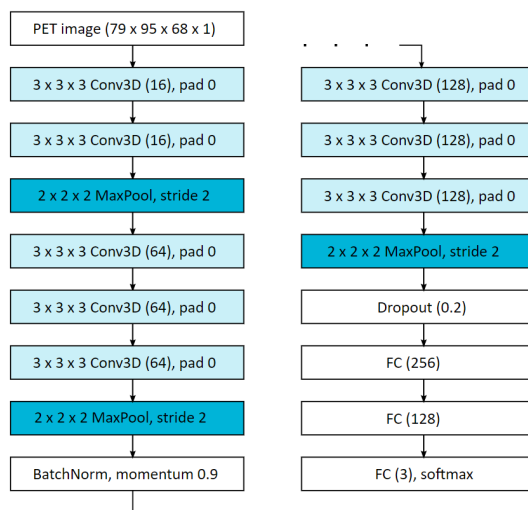 PET image (79 x 95 x 68 x 1)
3 x 3 x 3 Conv3D (16), pad 0
3 x 3 x 3 Conv3D (16), pad 0
2 x 2 x 2 MaxPool, stride 2
3 x 3 x 3 Conv3D (64), pad 0
3 x 3 x 3 Conv3D (64), pad 0
3 x 3 x 3 Conv3D (64), pad 0
2 x 2 x 2 MaxPool, stride 2
BatchNorm, momentum 0.9
3 x 3 x 3 Conv3D (128), pad 0
3 x 3 x 3 Conv3D (128), pad 0
3 x 3 x 3 Conv3D (128), pad 0
2 x 2 x 2 MaxPool, stride 2
Dropout (0.2)
FC (256)
FC (128)
FC (3), softmax